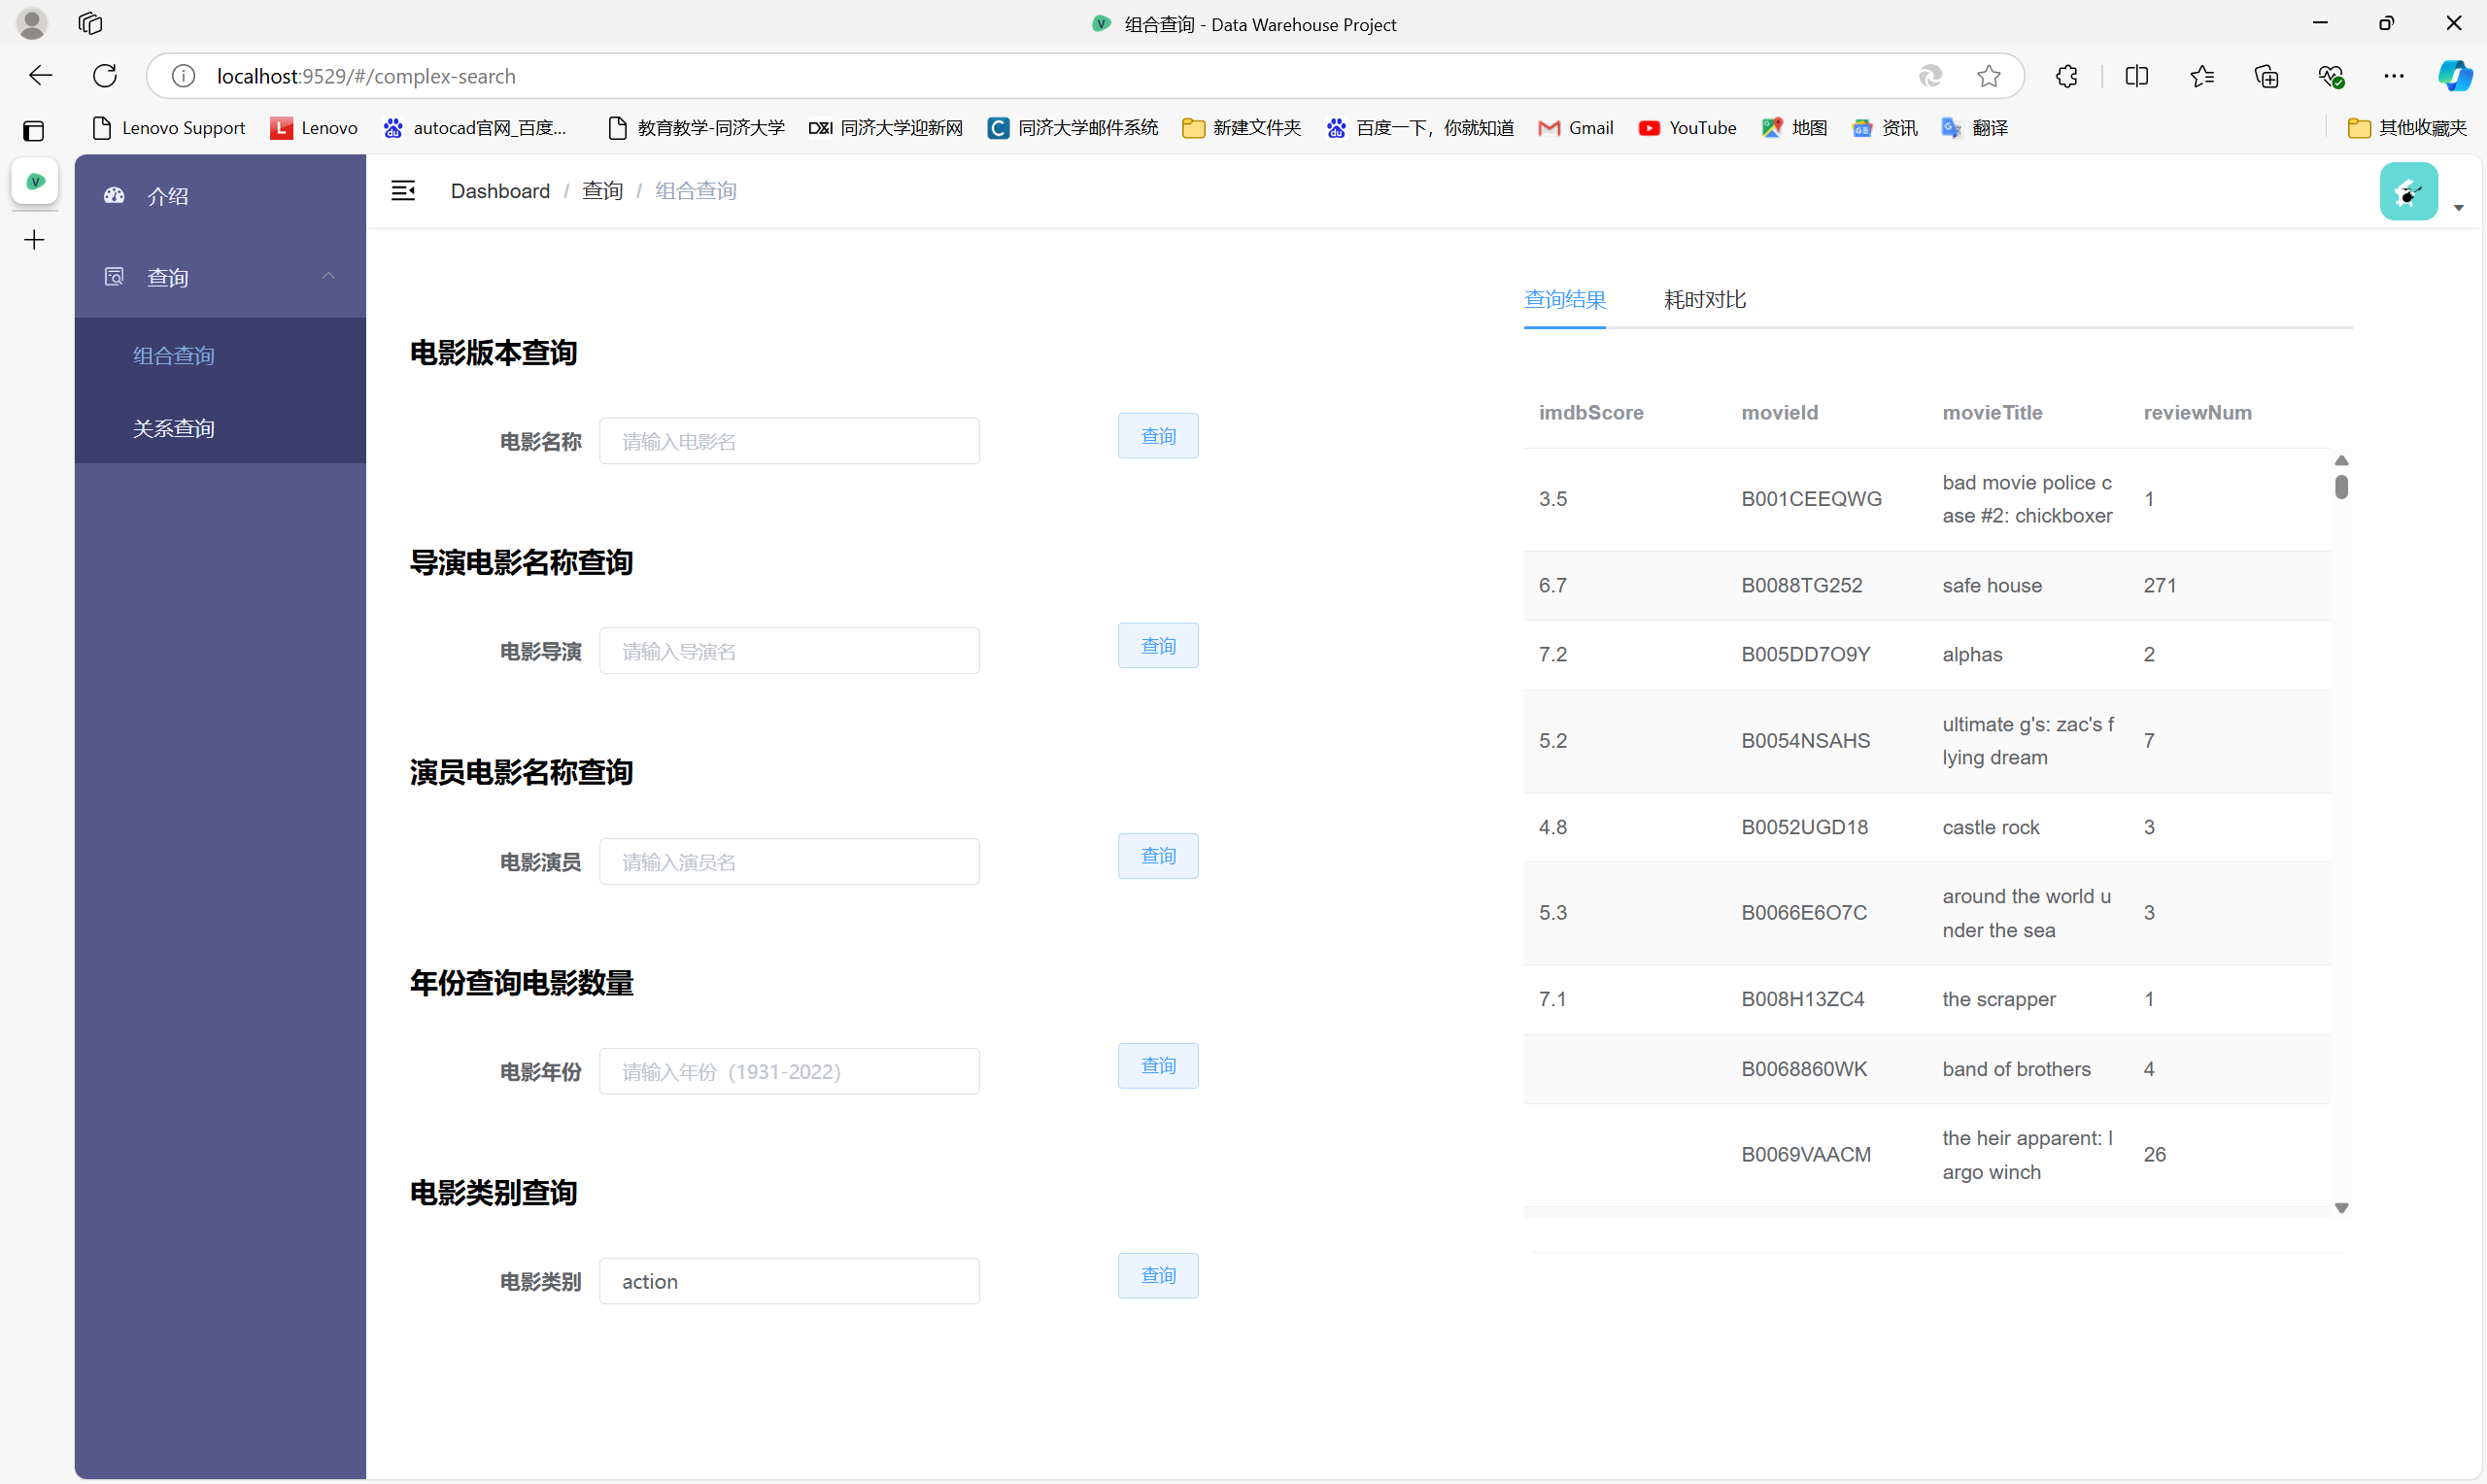 组合查询 - Data Warehouse Project
localhost:9529/#/complex-search
Lenovo Support
Lenovo
autocad官网_百度...
教育教学-同济大学
同济大学迎新网
同济大学邮件系统
新建文件夹
百度一下，你就知道
Gmail
YouTube
地图
资讯
翻译
其他收藏夹
介绍
查询
组合查询
关系查询
Dashboard / 查询 / 组合查询
电影版本查询
电影名称 请输入电影名 查询
导演电影名称查询
电影导演 请输入导演名 查询
演员电影名称查询
电影演员 请输入演员名 查询
年份查询电影数量
电影年份 请输入年份（1931-2022） 查询
电影类别查询
电影类别 action 查询
查询结果 耗时对比
imdbScore movieId movieTitle reviewNum
3.5 B001CEEQWG bad movie police c
ase #2: chickboxer 1
6.7 B0088TG252 safe house 271
7.2 B005DD7O9Y alphas 2
5.2 B0054NSAHS ultimate g's: zac's f
lying dream 7
4.8 B0052UGD18 castle rock 3
5.3 B0066E6O7C around the world u
nder the sea 3
7.1 B008H13ZC4 the scrapper 1
B0068860WK band of brothers 4
B0069VAACM the heir apparent: l
argo winch 26